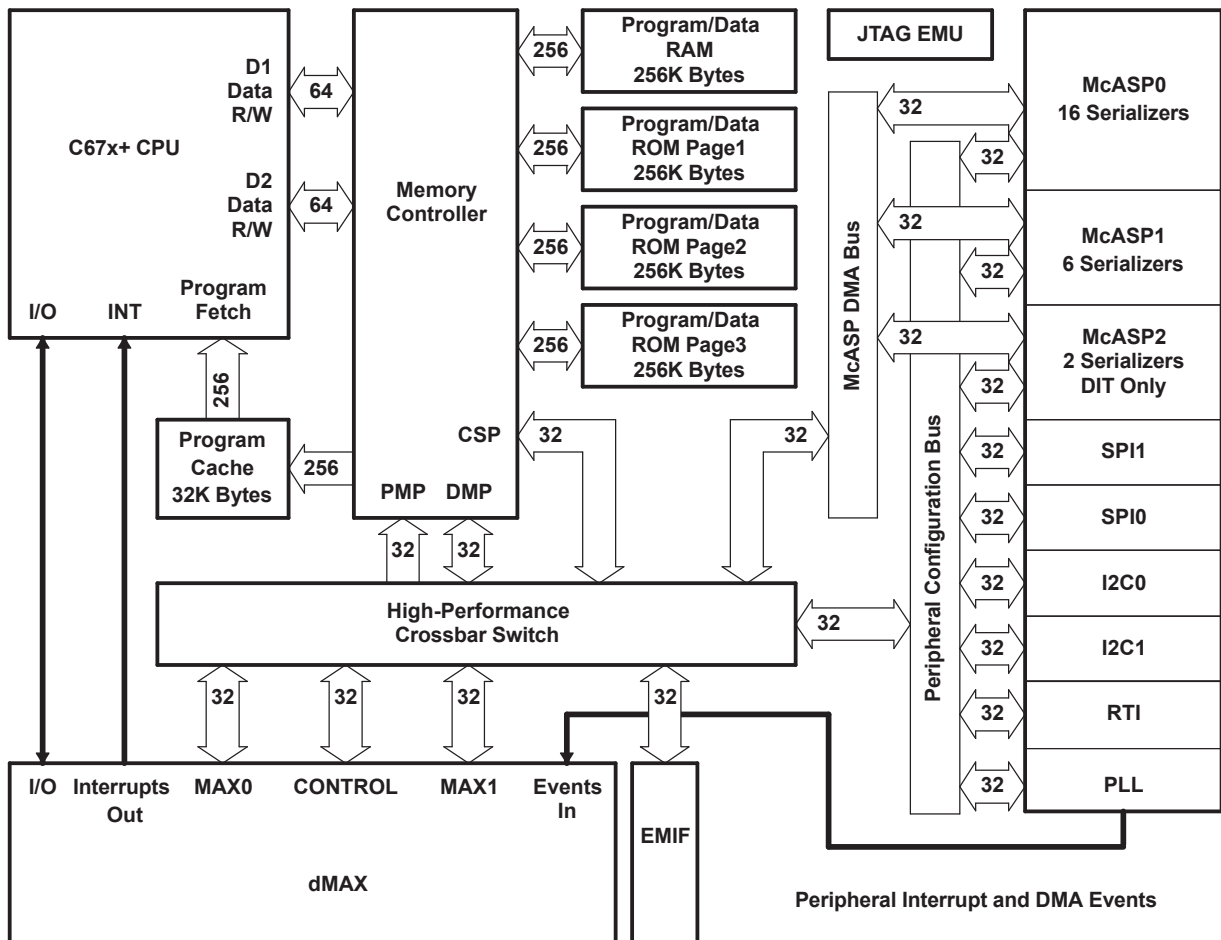 C67x+ CPU
D1
Data
R/W
D2
Data
R/W
I/O
INT
Program
Fetch
64
64
256
Program
Cache
32K Bytes
256
Memory
Controller
CSP
PMP
DMP
256
256
256
256
Program/Data
RAM
256K Bytes
Program/Data
ROM Page1
256K Bytes
Program/Data
ROM Page2
256K Bytes
Program/Data
ROM Page3
256K Bytes
JTAG EMU
McASP DMA Bus
Peripheral Configuration Bus
32
32
32
32
32
32
32
32
32
32
32
32
McASP0
16 Serializers
McASP1
6 Serializers
McASP2
2 Serializers
DIT Only
SPI1
SPI0
I2C0
I2C1
RTI
PLL
32
32
32
32
32
High-Performance
Crossbar Switch
32
32
32
32
I/O
Interrupts
Out
MAX0
CONTROL
MAX1
Events
In
dMAX
EMIF
Peripheral Interrupt and DMA Events